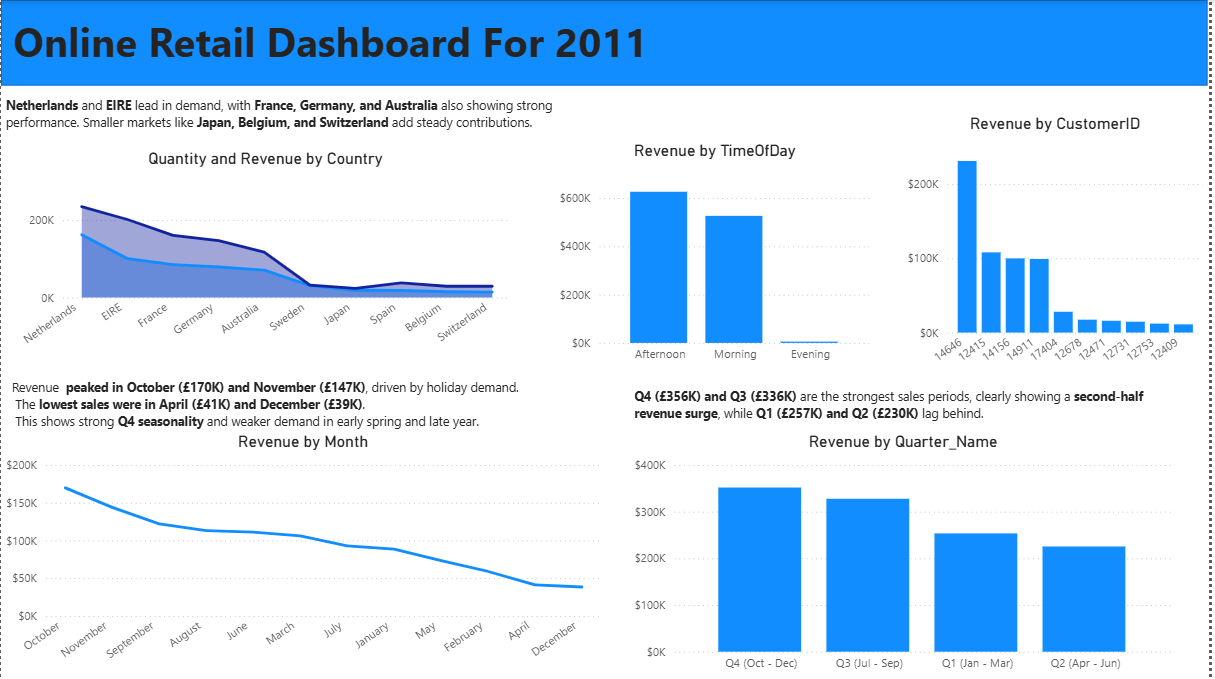 Online Retail Dashboard For 2011
Netherlands and EIRE lead in demand, with France, Germany, and Australia also showing strong
performance. Smaller markets like Japan, Belgium, and Switzerland add steady contributions.
Quantity and Revenue by Country
200K
0K
Netherlands
EIRE
France
Germany
Australia
Sweden
Japan
Spain
Belgium
Switzerland
Revenue by TimeOfDay
$600K
$400K
$200K
$0K
Afternoon
Morning
Evening
Revenue by CustomerID
$200K
$100K
$0K
14646
12415
14156
14911
17404
12678
12471
12731
12753
12409
Revenue peaked in October (£170K) and November (£147K), driven by holiday demand.
The lowest sales were in April (£41K) and December (£39K).
This shows strong Q4 seasonality and weaker demand in early spring and late year.
Revenue by Month
$200K
$150K
$100K
$50K
$0K
October
November
September
August
June
March
July
January
May
February
April
December
Q4 (£356K) and Q3 (£336K) are the strongest sales periods, clearly showing a second-half
revenue surge, while Q1 (£257K) and Q2 (£230K) lag behind.
Revenue by Quarter_Name
$400K
$300K
$200K
$100K
$0K
Q4 (Oct - Dec)
Q3 (Jul - Sep)
Q1 (Jan - Mar)
Q2 (Apr - Jun)